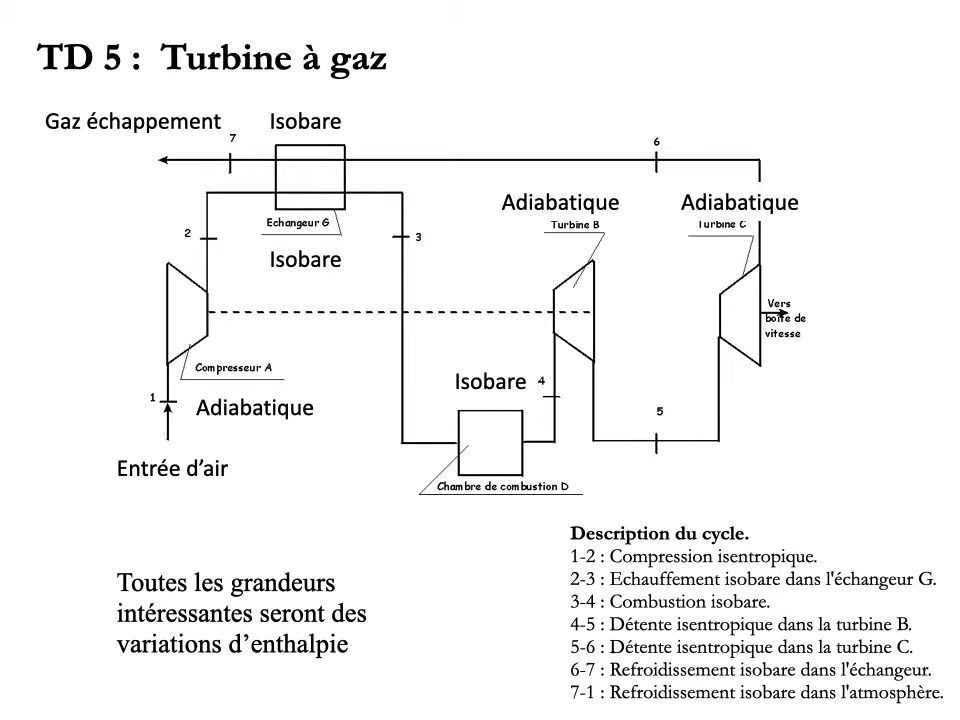 TD 5 : Turbine à gaz
Gaz échappement
Isobare
7
6
Adiabatique
Adiabatique
Echangeur G
Turbine B
Turbine C
2
3
Isobare
Vers
boîte de
vitesse
Compresseur A
Isobare
4
1
Adiabatique
5
Entrée d'air
Chambre de combustion D
Description du cycle.
1-2 : Compression isentropique.
2-3 : Echauffement isobare dans l'échangeur G.
3-4 : Combustion isobare.
4-5 : Détente isentropique dans la turbine B.
5-6 : Détente isentropique dans la turbine C.
6-7 : Refroidissement isobare dans l'échangeur.
7-1 : Refroidissement isobare dans l'atmosphère.
Toutes les grandeurs
intéressantes seront des
variations d'enthalpie